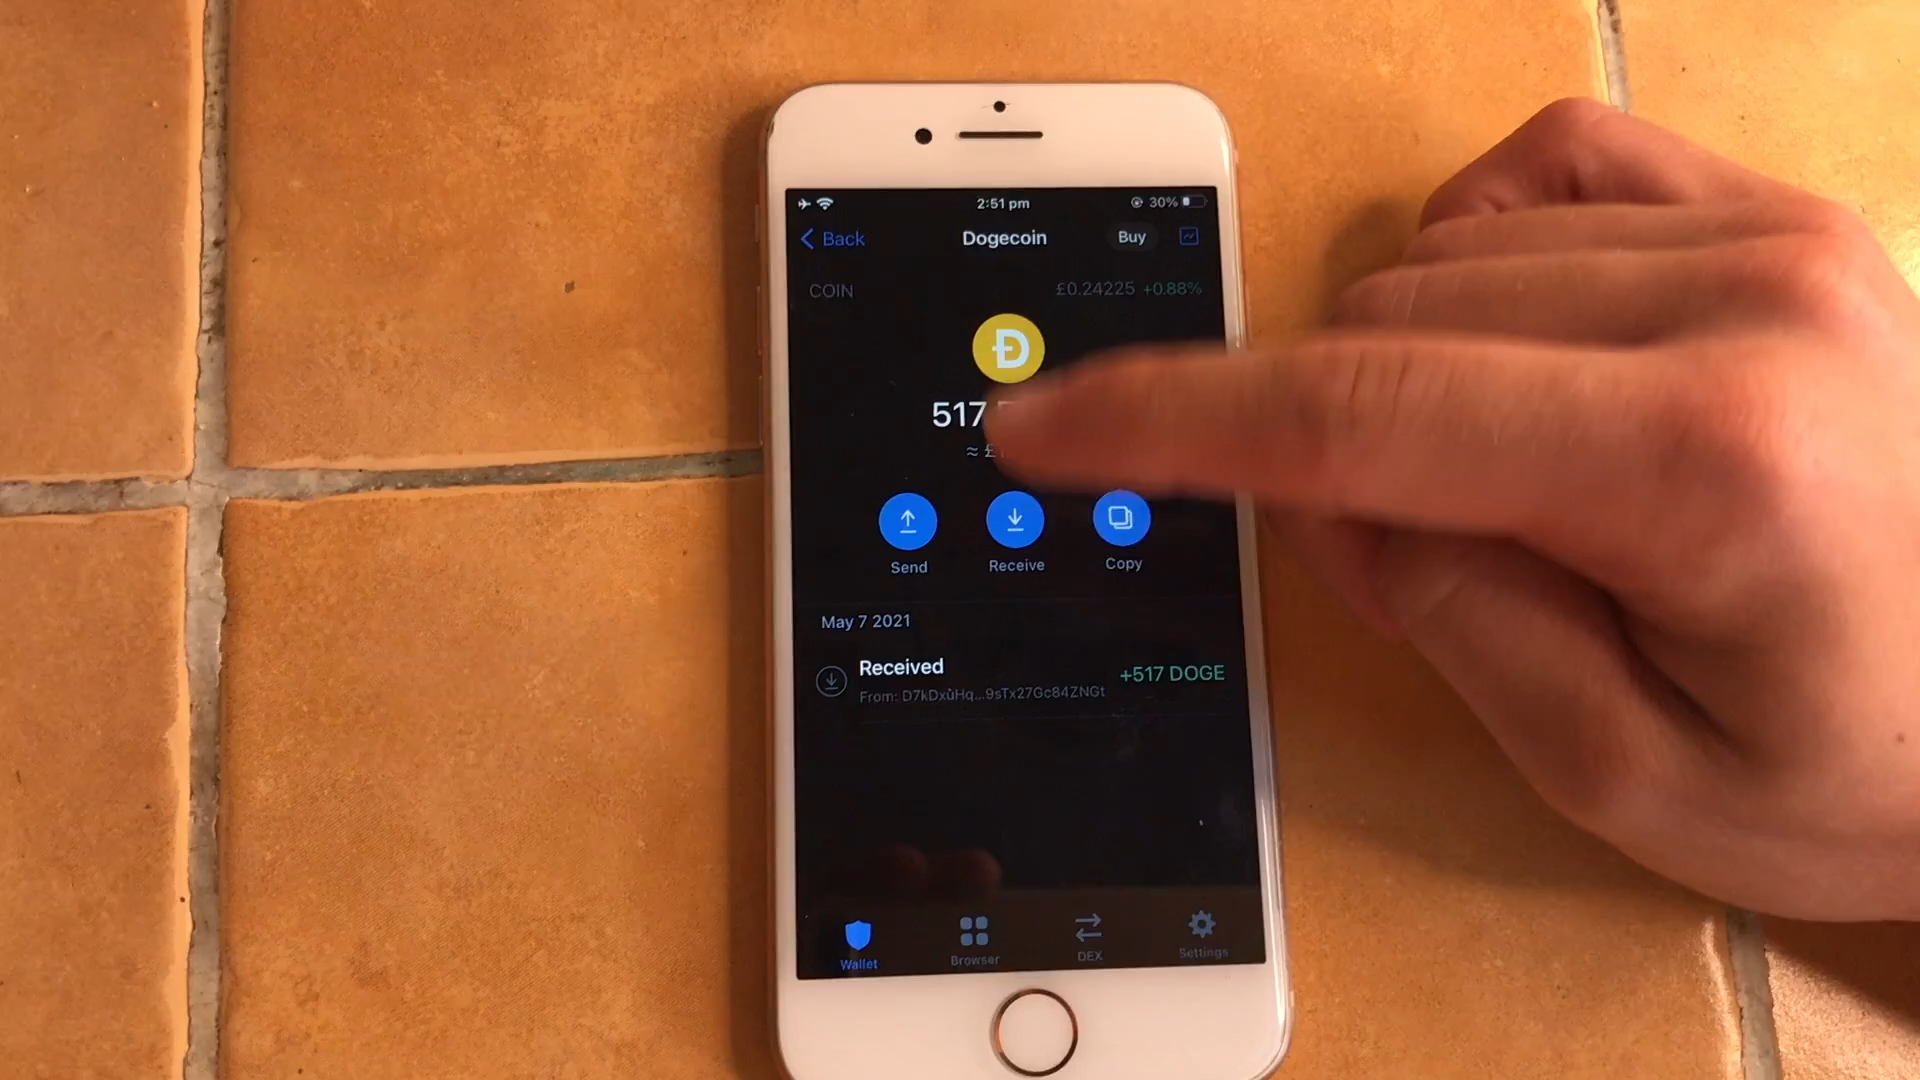 2:51 pm
30%
Back
Dogecoin
Buy
COIN
£0.24225 +0.88%
517
≈ £
Send
Receive
Copy
May 7 2021
Received
+517 DOGE
From: D7kDxuHq...9sTx27Gc84ZNGt
Wallet
Browser
DEX
Settings